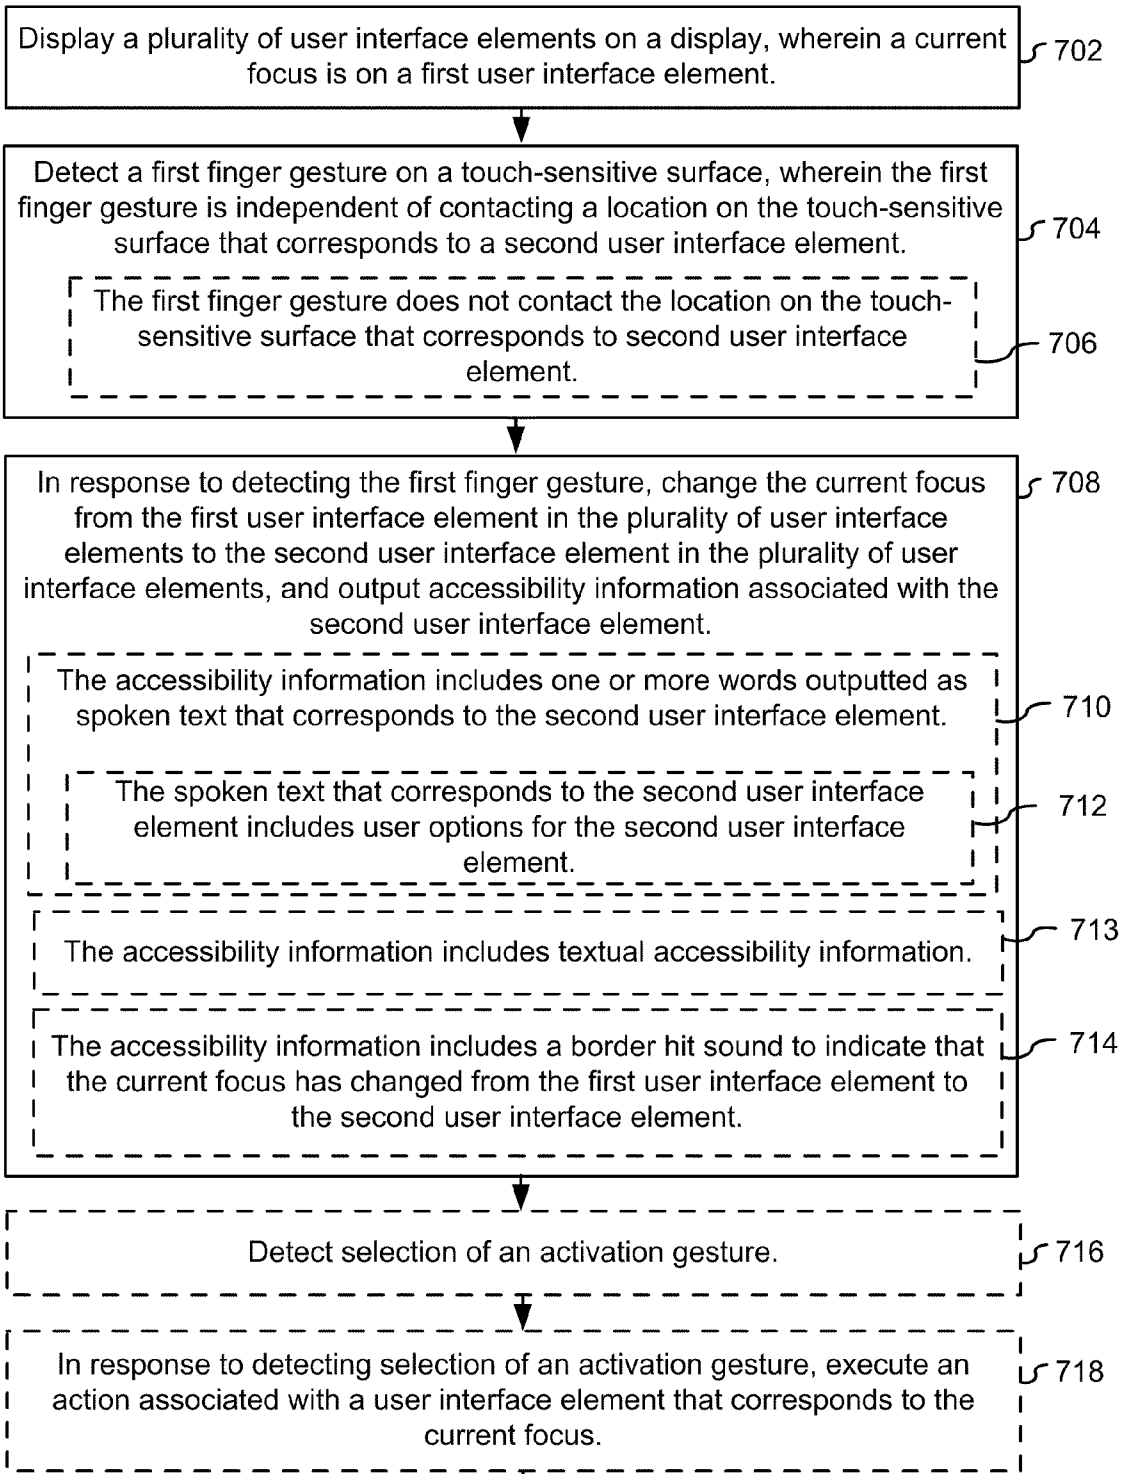 Display a plurality of user interface elements on a display, wherein a current
focus is on a first user interface element.
702
Detect a first finger gesture on a touch-sensitive surface, wherein the first
finger gesture is independent of contacting a location on the touch-sensitive
surface that corresponds to a second user interface element.
704
The first finger gesture does not contact the location on the touch-
sensitive surface that corresponds to second user interface
element.
706
In response to detecting the first finger gesture, change the current focus
from the first user interface element in the plurality of user interface
elements to the second user interface element in the plurality of user
interface elements, and output accessibility information associated with the
second user interface element.
708
The accessibility information includes one or more words outputted as
spoken text that corresponds to the second user interface element.
710
The spoken text that corresponds to the second user interface
element includes user options for the second user interface
element.
712
The accessibility information includes textual accessibility information.
713
The accessibility information includes a border hit sound to indicate that
the current focus has changed from the first user interface element to
the second user interface element.
714
Detect selection of an activation gesture.
716
In response to detecting selection of an activation gesture, execute an
action associated with a user interface element that corresponds to the
current focus.
718